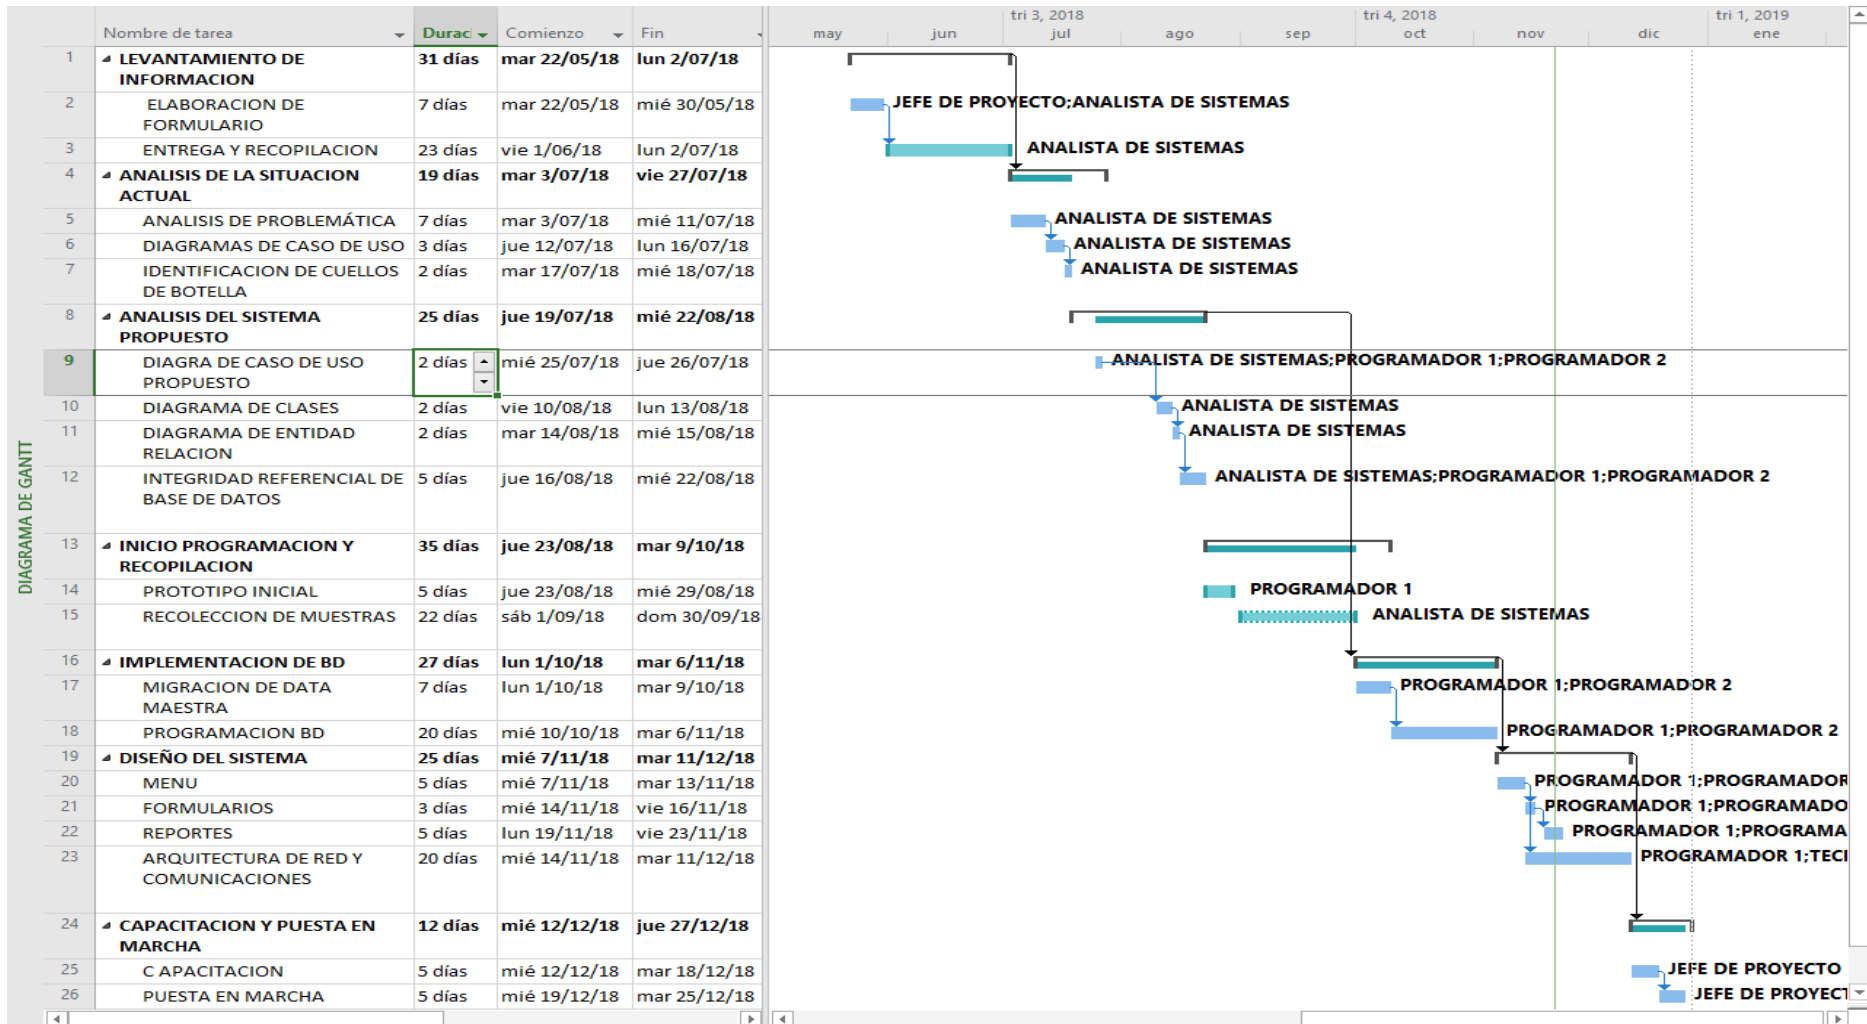 tri 3, 2018 tri 4, 2018 tri 1, 2019
Nombre de tarea Duraci Comienzo Fin may jun jul ago sep oct nov dic ene
1 LEVANTAMIENTO DE 31 días mar 22/05/18 lun 2/07/18
INFORMACION
2 ELABORACION DE 7 días mar 22/05/18 mié 30/05/18 JEFE DE PROYECTO;ANALISTA DE SISTEMAS
FORMULARIO
3 ENTREGA Y RECOPILACION 23 días vie 1/06/18 lun 2/07/18 ANALISTA DE SISTEMAS
4 ANALISIS DE LA SITUACION 19 días mar 3/07/18 vie 27/07/18
ACTUAL
5 ANALISIS DE PROBLEMÁTICA 7 días mar 3/07/18 mié 11/07/18 ANALISTA DE SISTEMAS
6 DIAGRAMAS DE CASO DE USO 3 días jue 12/07/18 lun 16/07/18 ANALISTA DE SISTEMAS
7 IDENTIFICACION DE CUELLOS 2 días mar 17/07/18 mié 18/07/18 ANALISTA DE SISTEMAS
DE BOTELLA
8 ANALISIS DEL SISTEMA 25 días jue 19/07/18 mié 22/08/18
PROPUESTO
9 DIAGRA DE CASO DE USO 2 días mié 25/07/18 jue 26/07/18 ANALISTA DE SISTEMAS;PROGRAMADOR 1;PROGRAMADOR 2
PROPUESTO
10 DIAGRAMA DE CLASES 2 días vie 10/08/18 lun 13/08/18 ANALISTA DE SISTEMAS
11 DIAGRAMA DE ENTIDAD 2 días mar 14/08/18 mié 15/08/18 ANALISTA DE SISTEMAS
RELACION
12 INTEGRIDAD REFERENCIAL DE 5 días jue 16/08/18 mié 22/08/18 ANALISTA DE SISTEMAS;PROGRAMADOR 1;PROGRAMADOR 2
BASE DE DATOS
DIAGRAMA DE GANTT
13 INICIO PROGRAMACION Y 35 días jue 23/08/18 mar 9/10/18
RECOPILACION
14 PROTOTIPO INICIAL 5 días jue 23/08/18 mié 29/08/18 PROGRAMADOR 1
15 RECOLECCION DE MUESTRAS 22 días sáb 1/09/18 dom 30/09/18 ANALISTA DE SISTEMAS
16 IMPLEMENTACION DE BD 27 días lun 1/10/18 mar 6/11/18
17 MIGRACION DE DATA 7 días lun 1/10/18 mar 9/10/18 PROGRAMADOR 1;PROGRAMADOR 2
MAESTRA
18 PROGRAMACION BD 20 días mié 10/10/18 mar 6/11/18 PROGRAMADOR 1;PROGRAMADOR 2
19 DISEÑO DEL SISTEMA 25 días mié 7/11/18 mar 11/12/18
20 MENU 5 días mié 7/11/18 mar 13/11/18 PROGRAMADOR 1;PROGRAMADOR
21 FORMULARIOS 3 días mié 14/11/18 vie 16/11/18 PROGRAMADOR 1;PROGRAMADO
22 REPORTES 5 días lun 19/11/18 vie 23/11/18 PROGRAMADOR 1;PROGRAMA
23 ARQUITECTURA DE RED Y 20 días mié 14/11/18 mar 11/12/18 PROGRAMADOR 1;TECI
COMUNICACIONES
24 CAPACITACION Y PUESTA EN 12 días mié 12/12/18 jue 27/12/18
MARCHA
25 C APACITACION 5 días mié 12/12/18 mar 18/12/18 JEFE DE PROYECTO
26 PUESTA EN MARCHA 5 días mié 19/12/18 mar 25/12/18 JEFE DE PROYECT